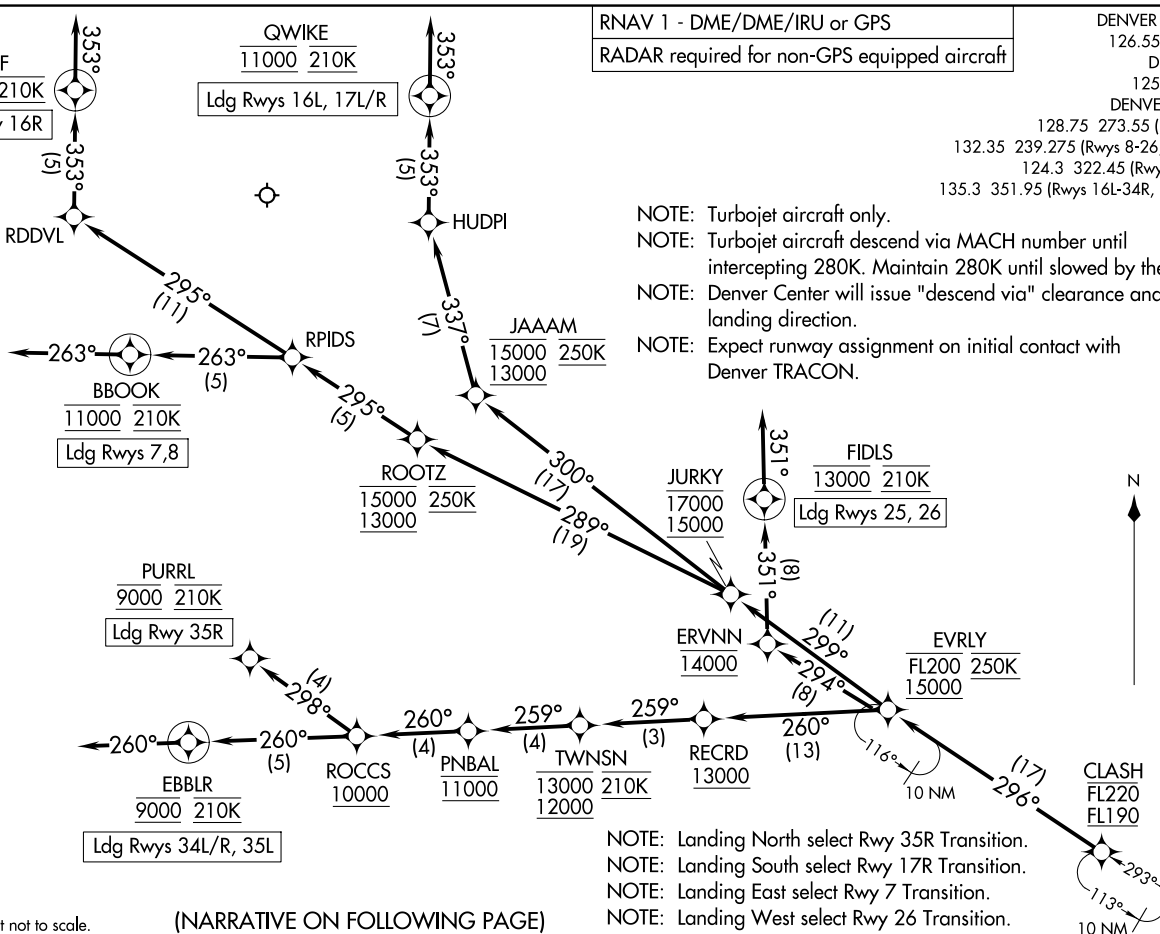 RNAV 1 - DME/DME/IRU or GPS
RADAR required for non-GPS equipped aircraft
DENVER
126.55
D
125
DENVE
128.75 273.55 (
132.35 239.275 (Rwys 8-26
124.3 322.45 (Rwy
135.3 351.95 (Rwys 16L-34R,
353°
F
210K
y 16R
353°
(5)
RDDVL
QWIKE
11000 210K
Ldg Rwys 16L, 17L/R
353°
353°
(5)
HUDPI
NOTE: Turbojet aircraft only.
NOTE: Turbojet aircraft descend via MACH number until
intercepting 280K. Maintain 280K until slowed by the
NOTE: Denver Center will issue "descend via" clearance and
landing direction.
NOTE: Expect runway assignment on initial contact with
Denver TRACON.
295°
(11)
337°
(7)
JAAAM
15000 250K
13000
RPIDS
263°
263°
(5)
BBOOK
11000 210K
Ldg Rwys 7,8
295°
(5)
ROOTZ
15000 250K
13000
300°
(17)
289°
(19)
JURKY
17000
15000
351°
FIDLS
13000 210K
Ldg Rwys 25, 26
351°
(8)
N
PURRL
9000 210K
Ldg Rwy 35R
ERVNN
14000
(11)
299°
294°
(8)
EVRLY
FL200 250K
15000
(4)
298°
260°
260°
(5)
EBBLR
9000 210K
Ldg Rwys 34L/R, 35L
ROCCS
10000
260°
(4)
PNBAL
11000
259°
(4)
TWNSN
13000 210K
12000
259°
(3)
RECRD
13000
260°
(13)
116°
10 NM
(17)
296°
CLASH
FL220
FL190
293°
113°
10 NM
NOTE: Landing North select Rwy 35R Transition.
NOTE: Landing South select Rwy 17R Transition.
NOTE: Landing East select Rwy 7 Transition.
NOTE: Landing West select Rwy 26 Transition.
t not to scale.
(NARRATIVE ON FOLLOWING PAGE)